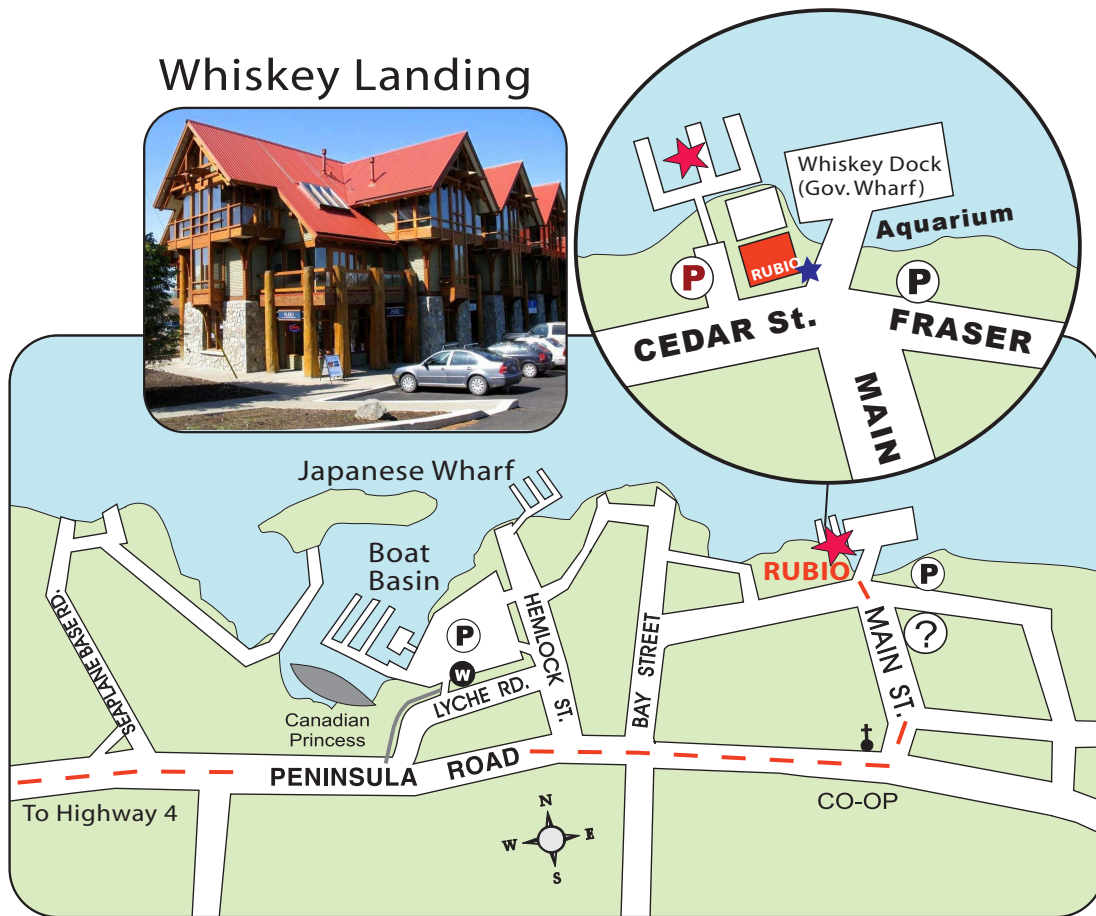 Whiskey Landing
Whiskey Dock
(Gov. Wharf)
Aquarium
RUBIO
P
P
CEDAR St.
FRASER
MAIN
Japanese Wharf
Boat
Basin
RUBIO
P
P
?
W
SEAPLANE BASE RD.
HEMLOCK ST.
LYCHE RD.
BAY STREET
MAIN ST.
Canadian
Princess
PENINSULA ROAD
To Highway 4
CO-OP
N
W E
S